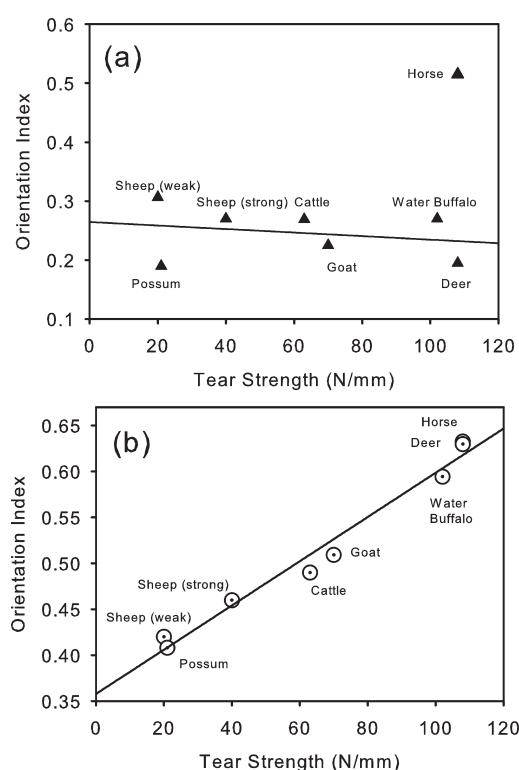 0.6
(a)
Horse
0.5
0.4
Sheep (weak)
Sheep (strong) Cattle
Water Buffalo
0.3
0.2
Possum
Goat
Deer
0.1
0 20 40 60 80 100 120
Orientation Index
Tear Strength (N/mm)
0.65
(b)
Horse
Deer
0.60
Water
Buffalo
0.55
Goat
0.50
Cattle
Sheep (strong)
0.45
Sheep (weak)
Possum
0.40
0.35
0 20 40 60 80 100 120
Orientation Index
Tear Strength (N/mm)